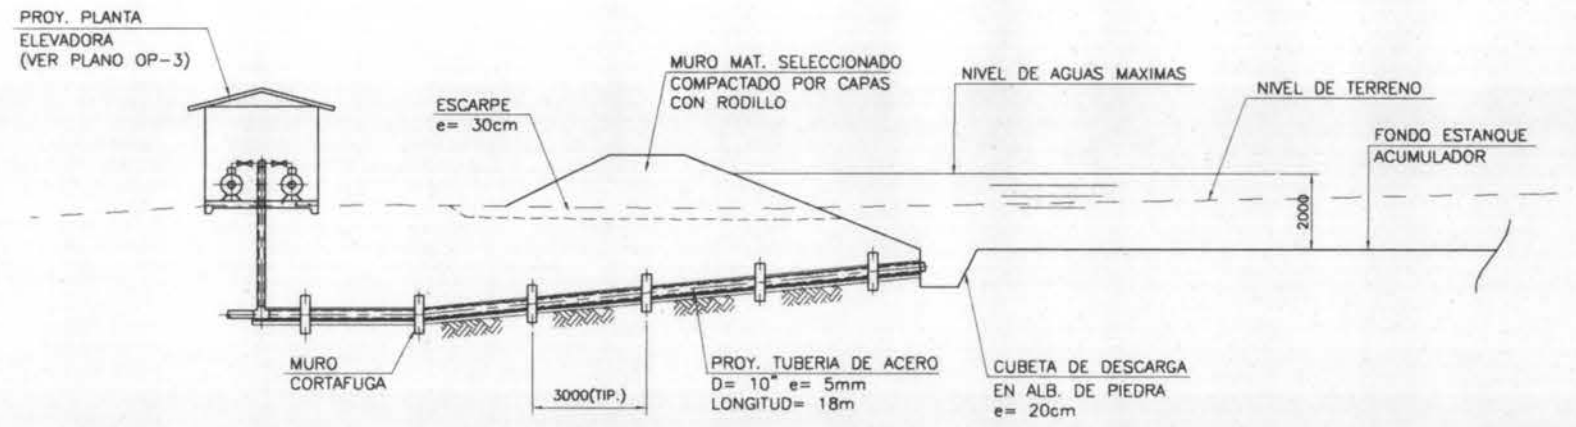 PROY. PLANTA
ELEVADORA
(VER PLANO OP-3)
ESCARPE
e= 30cm
MURO MAT. SELECCIONADO
COMPACTADO POR CAPAS
CON RODILLO
NIVEL DE AGUAS MAXIMAS
NIVEL DE TERRENO
FONDO ESTANQUE
ACUMULADOR
2000
MURO
CORTAFUGA
3000(TIP.)
PROY. TUBERIA DE ACERO
D= 10" e= 5mm
LONGITUD= 18m
CUBETA DE DESCARGA
EN ALB. DE PIEDRA
e= 20cm